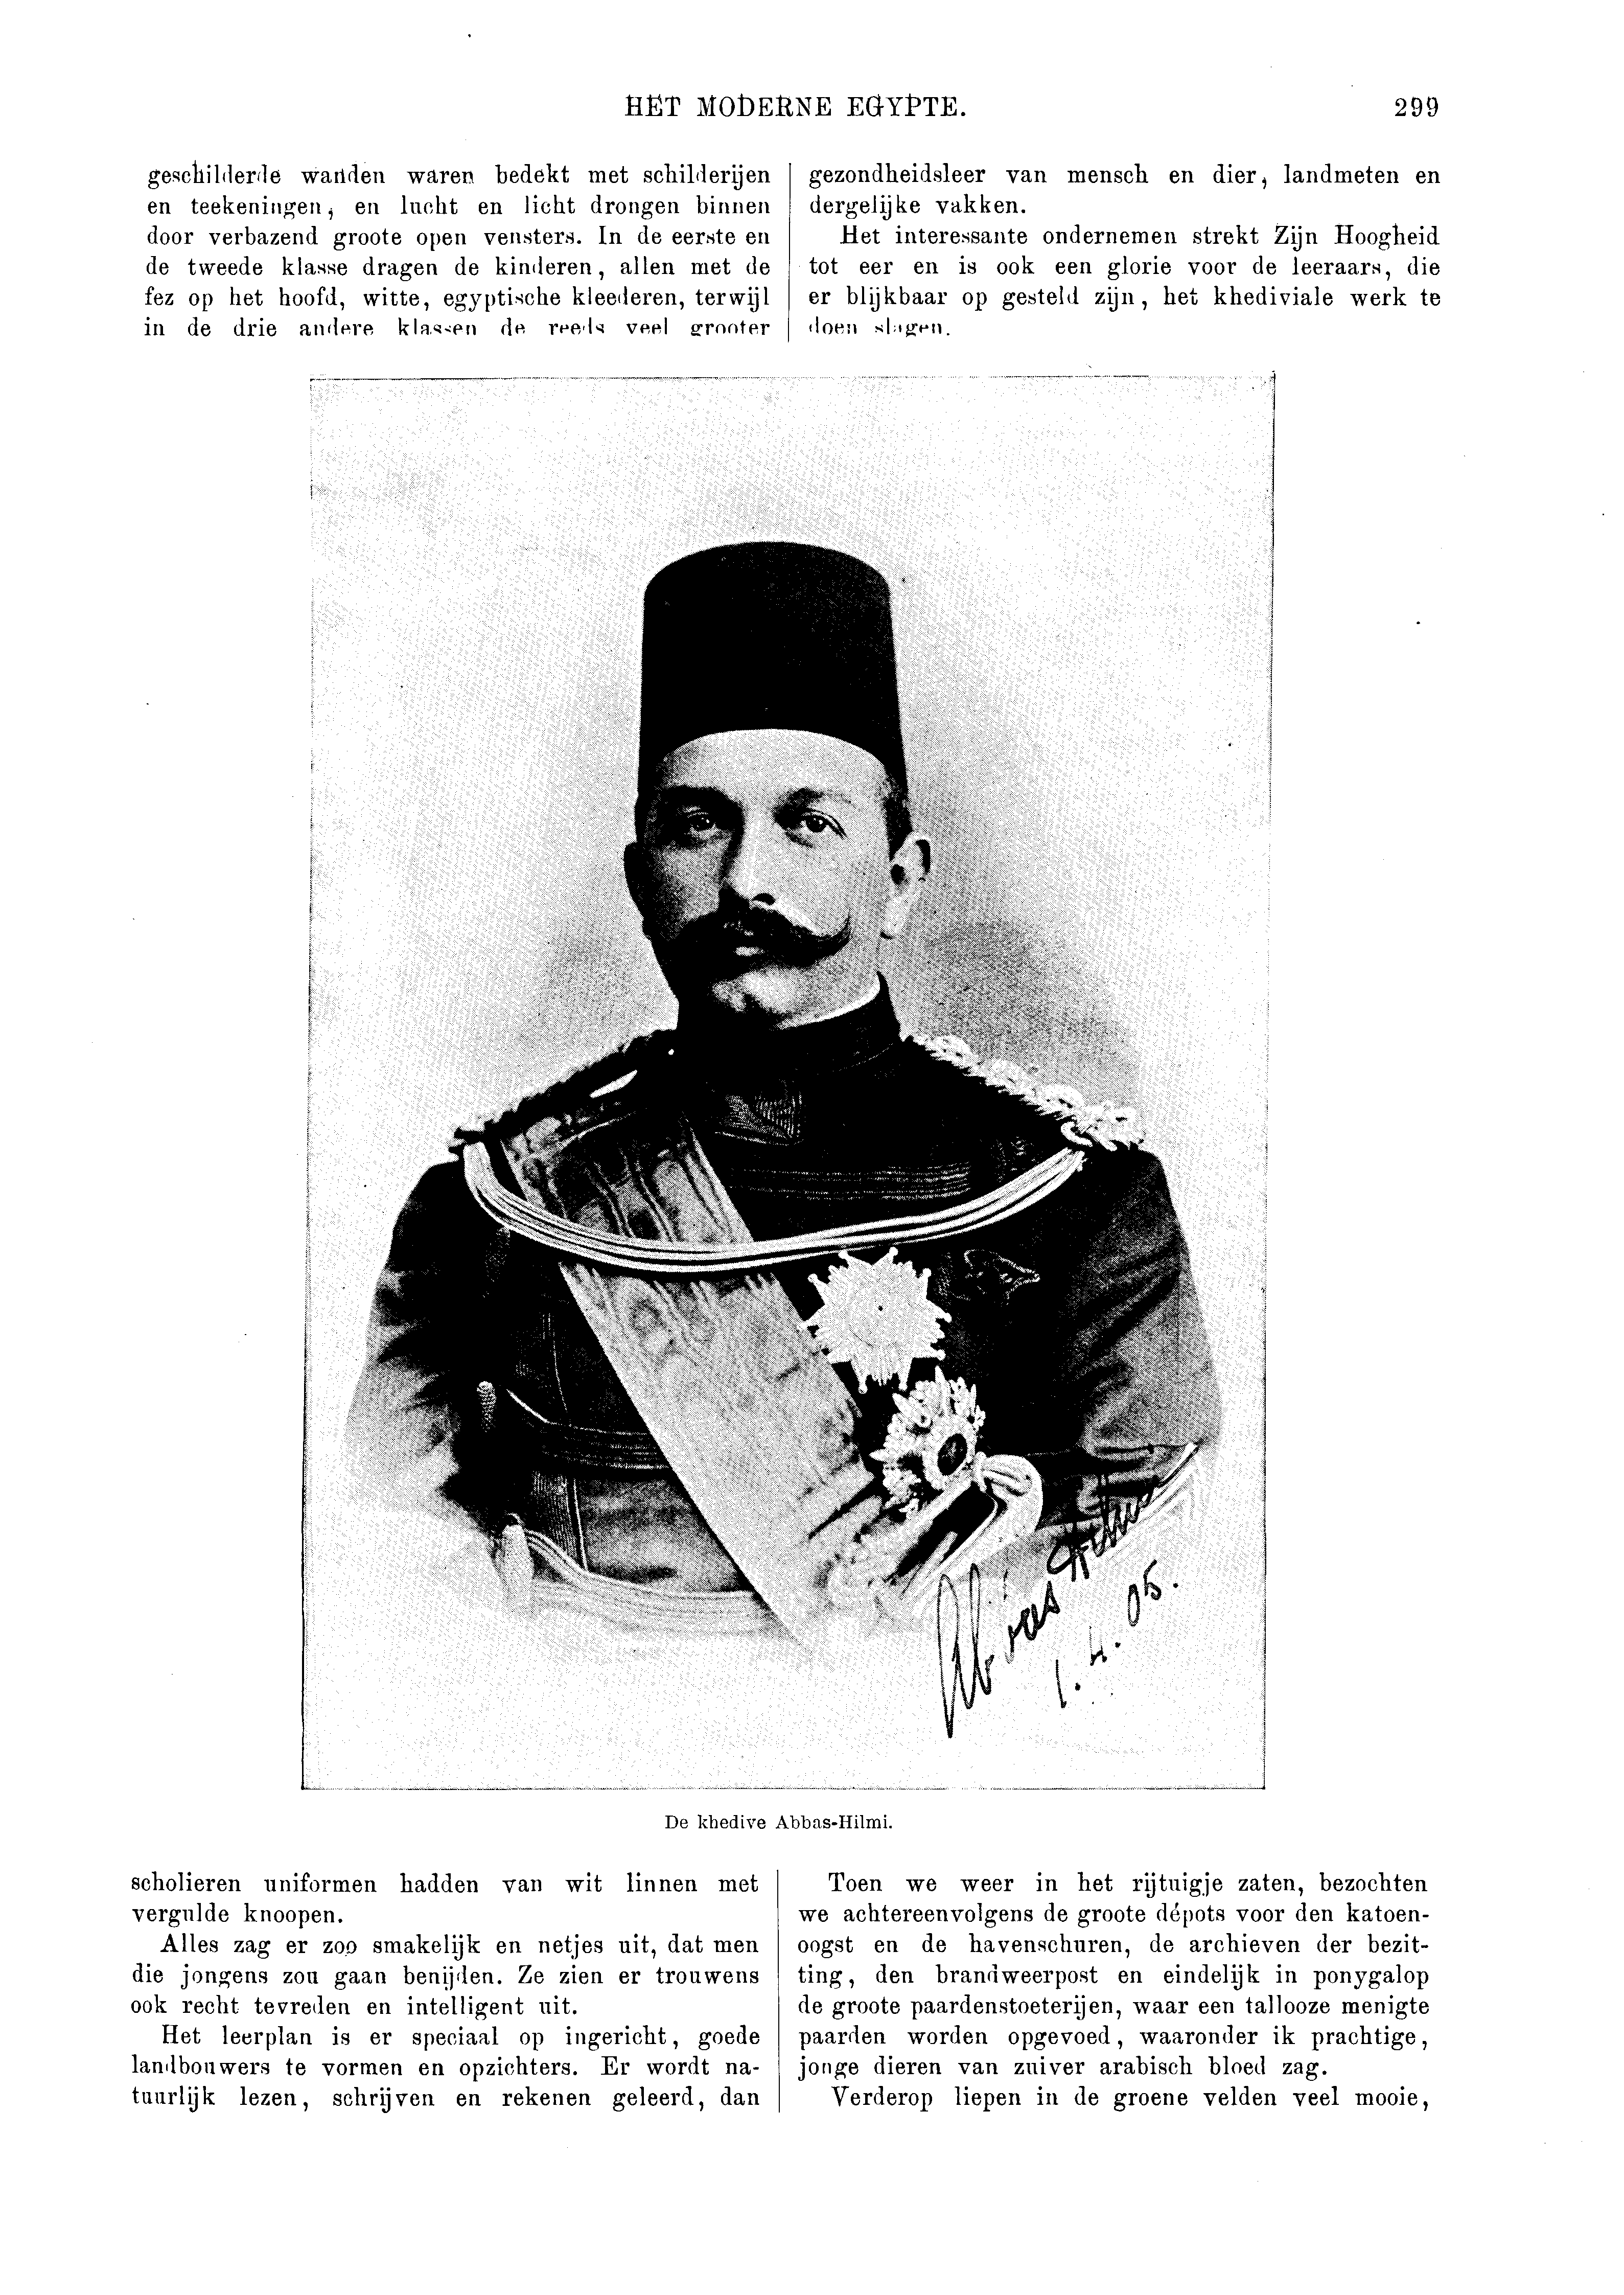 HET MODERNE EGYPTE.
299
geschilderde wanden waren bedekt met schilderijen
en teekeningen, en lucht en licht drongen binnen
door verbazend groote open vensters. In de eerste en
de tweede klasse dragen de kinderen, allen met de
fez op het hoofd, witte, egyptische kleederen, terwijl
in de drie andere klassen de reeds veel grooter
scholieren uniformen hadden van wit linnen met
vergulde knoopen.
Alles zag er zoo smakelijk en netjes uit, dat men
die jongens zou gaan benijden. Ze zien er trouwens
ook recht tevreden en intelligent uit.
Het leerplan is er speciaal op ingericht, goede
landbouwers te vormen en opzichters. Er wordt na-
tuurlijk lezen, schrijven en rekenen geleerd, dan
gezondheidsleer van mensch en dier, landmeten en
dergelijke vakken.
Het interessante ondernemen strekt Zijn Hoogheid
tot eer en is ook een glorie voor de leeraars, die
er blijkbaar op gesteld zijn, het khediviale werk te
doen slagen.
Toen we weer in het rijtuigje zaten, bezochten
we achtereenvolgens de groote dépots voor den katoen-
oogst en de havenschuren, de archieven der bezit-
ting, den brandweerpost en eindelijk in ponygalop
de groote paardenstoeterijen, waar een tallooze menigte
paarden worden opgevoed, waaronder ik prachtige,
jonge dieren van zuiver arabisch bloed zag.
Verderop liepen in de groene velden veel mooie,
Abbas Hilmi
1.4.05.
De khedive Abbas-Hilmi.